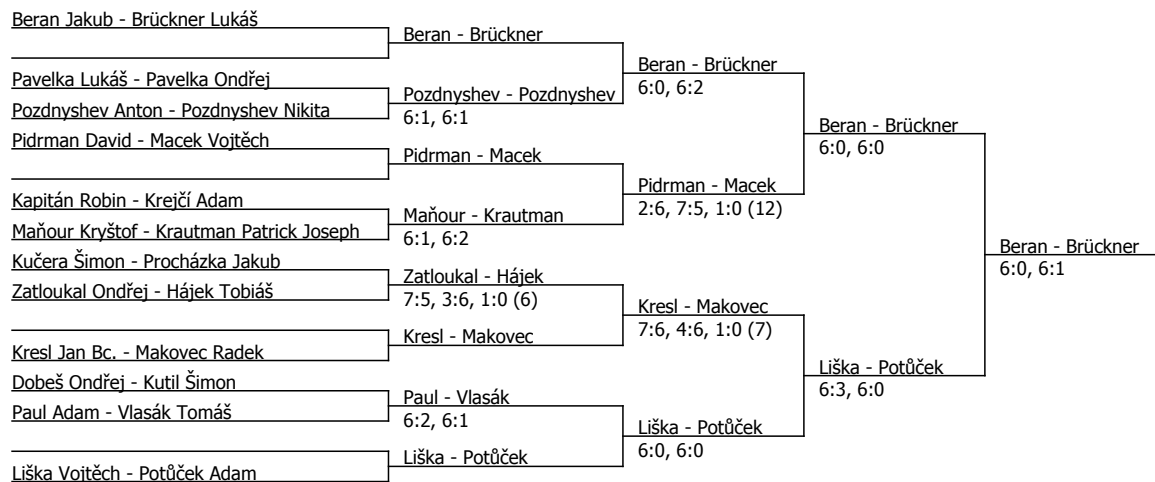 Beran Jakub - Brückner Lukáš
Pavelka Lukáš - Pavelka Ondřej
Pozdnyshev Anton - Pozdnyshev Nikita
Pidrman David - Macek Vojtěch
Kapitán Robin - Krejčí Adam
Maňour Kryštof - Krautman Patrick Joseph
Kučera Šimon - Procházka Jakub
Zatloukal Ondřej - Hájek Tobiáš
Kresl Jan Bc. - Makovec Radek
Dobeš Ondřej - Kutil Šimon
Paul Adam - Vlasák Tomáš
Liška Vojtěch - Potůček Adam
Beran - Brückner
Pozdnyshev - Pozdnyshev
6:1, 6:1
Pidrman - Macek
Maňour - Krautman
6:1, 6:2
Zatloukal - Hájek
7:5, 3:6, 1:0 (6)
Kresl - Makovec
Paul - Vlasák
6:2, 6:1
Liška - Potůček
Beran - Brückner
6:0, 6:2
Pidrman - Macek
2:6, 7:5, 1:0 (12)
Kresl - Makovec
7:6, 4:6, 1:0 (7)
Liška - Potůček
6:0, 6:0
Beran - Brückner
6:0, 6:0
Liška - Potůček
6:3, 6:0
Beran - Brückner
6:0, 6:1